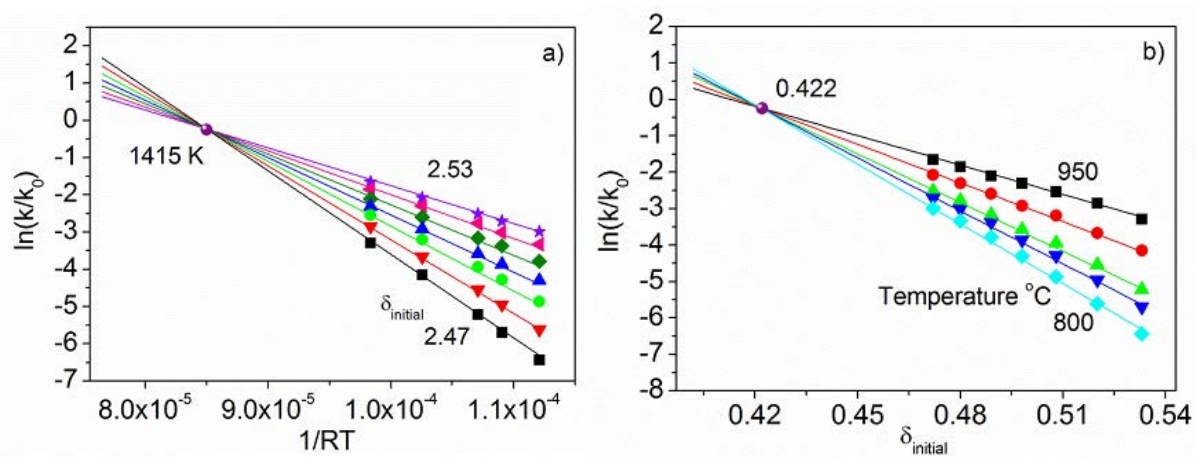 a)
ln(k/k₀)
2
1
0
-1
-2
-3
-4
-5
-6
-7
1415 K
2.53
δinitial
2.47
8.0x10⁻⁵ 9.0x10⁻⁵ 1.0x10⁻⁴ 1.1x10⁻⁴
1/RT
b)
ln(k/k₀)
2
1
0
-1
-2
-3
-4
-5
-6
-7
-8
0.422
950
Temperature °C
800
0.42 0.45 0.48 0.51 0.54
δinitial